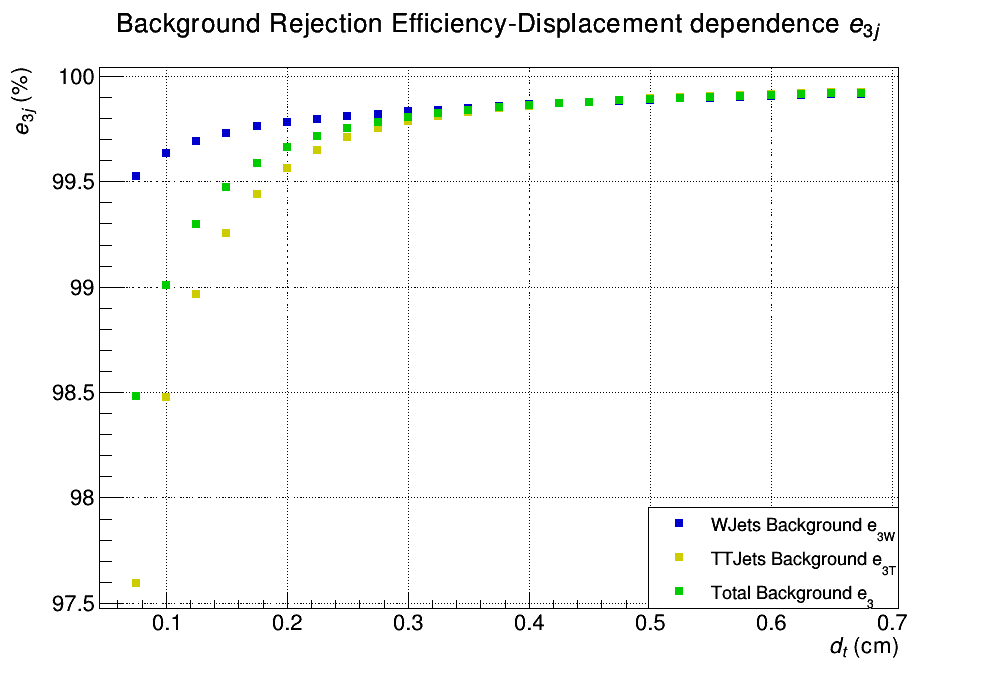 Background Rejection Efficiency-Displacement dependence e3j
e3j (%)
100
99.5
99
98.5
98
97.5
WJets Background e3W
TTJets Background e3T
Total Background e3
0.1 0.2 0.3 0.4 0.5 0.6 0.7
dt (cm)